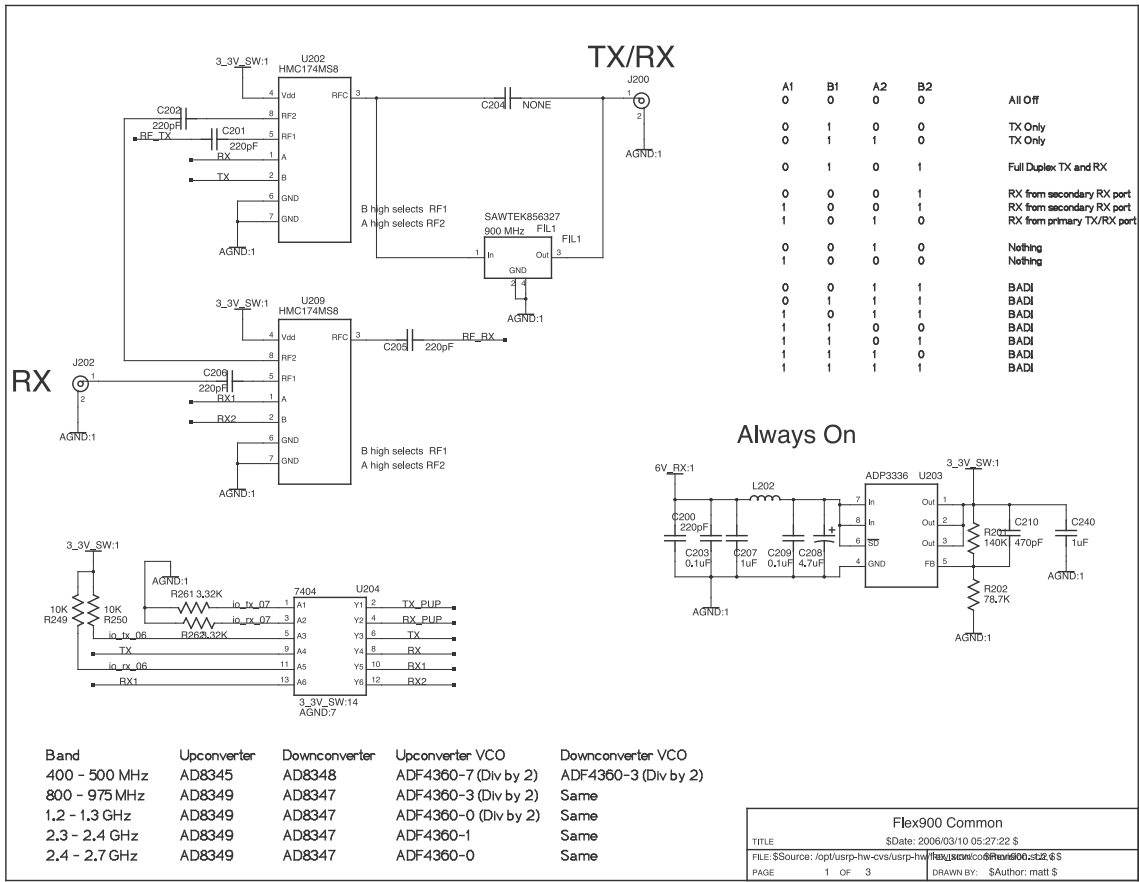 TX/RX
J200
1
2
AGND:1
3_3V_SW:1
U202
HMC174MS8
4 Vdd
RFC 3
8 RF2
5 RF1
1 A
2 B
6 GND
7 GND
C202
220pF
RF_TX
C201
220pF
RX
TX
AGND:1
B high selects RF1
A high selects RF2
C204
NONE
SAWTEK856327
900 MHz FIL1
FIL1
1 In
Out 3
GND
2 4
AGND:1
A1 B1 A2 B2
0 0 0 0 All Off
0 1 0 0 TX Only
0 1 1 0 TX Only
0 1 0 1 Full Duplex TX and RX
0 0 0 1 RX from secondary RX port
1 0 0 1 RX from secondary RX port
1 0 1 0 RX from primary TX/RX port
0 0 1 0 Nothing
1 0 0 0 Nothing
0 0 1 1 BAD!
0 1 1 1 BAD!
1 0 1 1 BAD!
1 1 0 0 BAD!
1 1 0 1 BAD!
1 1 1 0 BAD!
1 1 1 1 BAD!
3_3V_SW:1
U209
HMC174MS8
4 Vdd
RFC 3
8 RF2
5 RF1
1 A
2 B
6 GND
7 GND
C205
220pF
RF_RX
RX
J202
1
2
AGND:1
C206
220pF
RX1
RX2
AGND:1
B high selects RF1
A high selects RF2
Always On
6V_RX:1
L202
ADP3336 U203
3_3V_SW:1
7 In
8 In
6 SD
4 GND
Out 1
Out 2
Out 3
FB 5
C200
220pF
C203
0.1uF
C207
1uF
C209
0.1uF
C208
4.7uF
+
AGND:1
R201
140K
C210
470pF
C240
1uF
AGND:1
R202
78.7K
AGND:1
3_3V_SW:1
10K
R249
10K
R250
AGND:1
R261 3.32K
R262 3.32K
io_tx_07
io_rx_07
io_tx_06
TX
io_rx_06
RX1
7404 U204
1 A1 Y1 2 TX_PUP
3 A2 Y2 4 RX_PUP
5 A3 Y3 6 TX
9 A4 Y4 8 RX
11 A5 Y5 10 RX1
13 A6 Y6 12 RX2
3_3V_SW:14
AGND:7
Band Upconverter Downconverter Upconverter VCO Downconverter VCO
400 - 500 MHz AD8345 AD8348 ADF4360-7 (Div by 2) ADF4360-3 (Div by 2)
800 - 975 MHz AD8349 AD8347 ADF4360-3 (Div by 2) Same
1.2 - 1.3 GHz AD8349 AD8347 ADF4360-0 (Div by 2) Same
2.3 - 2.4 GHz AD8349 AD8347 ADF4360-1 Same
2.4 - 2.7 GHz AD8349 AD8347 ADF4360-0 Same
Flex900 Common
TITLE
$Date: 2006/03/10 05:27:22 $
FILE: $Source: /opt/usrp-hw-cvs/usrp-hw/
PAGE 1 OF 3
DRAWN BY: $Author: matt $